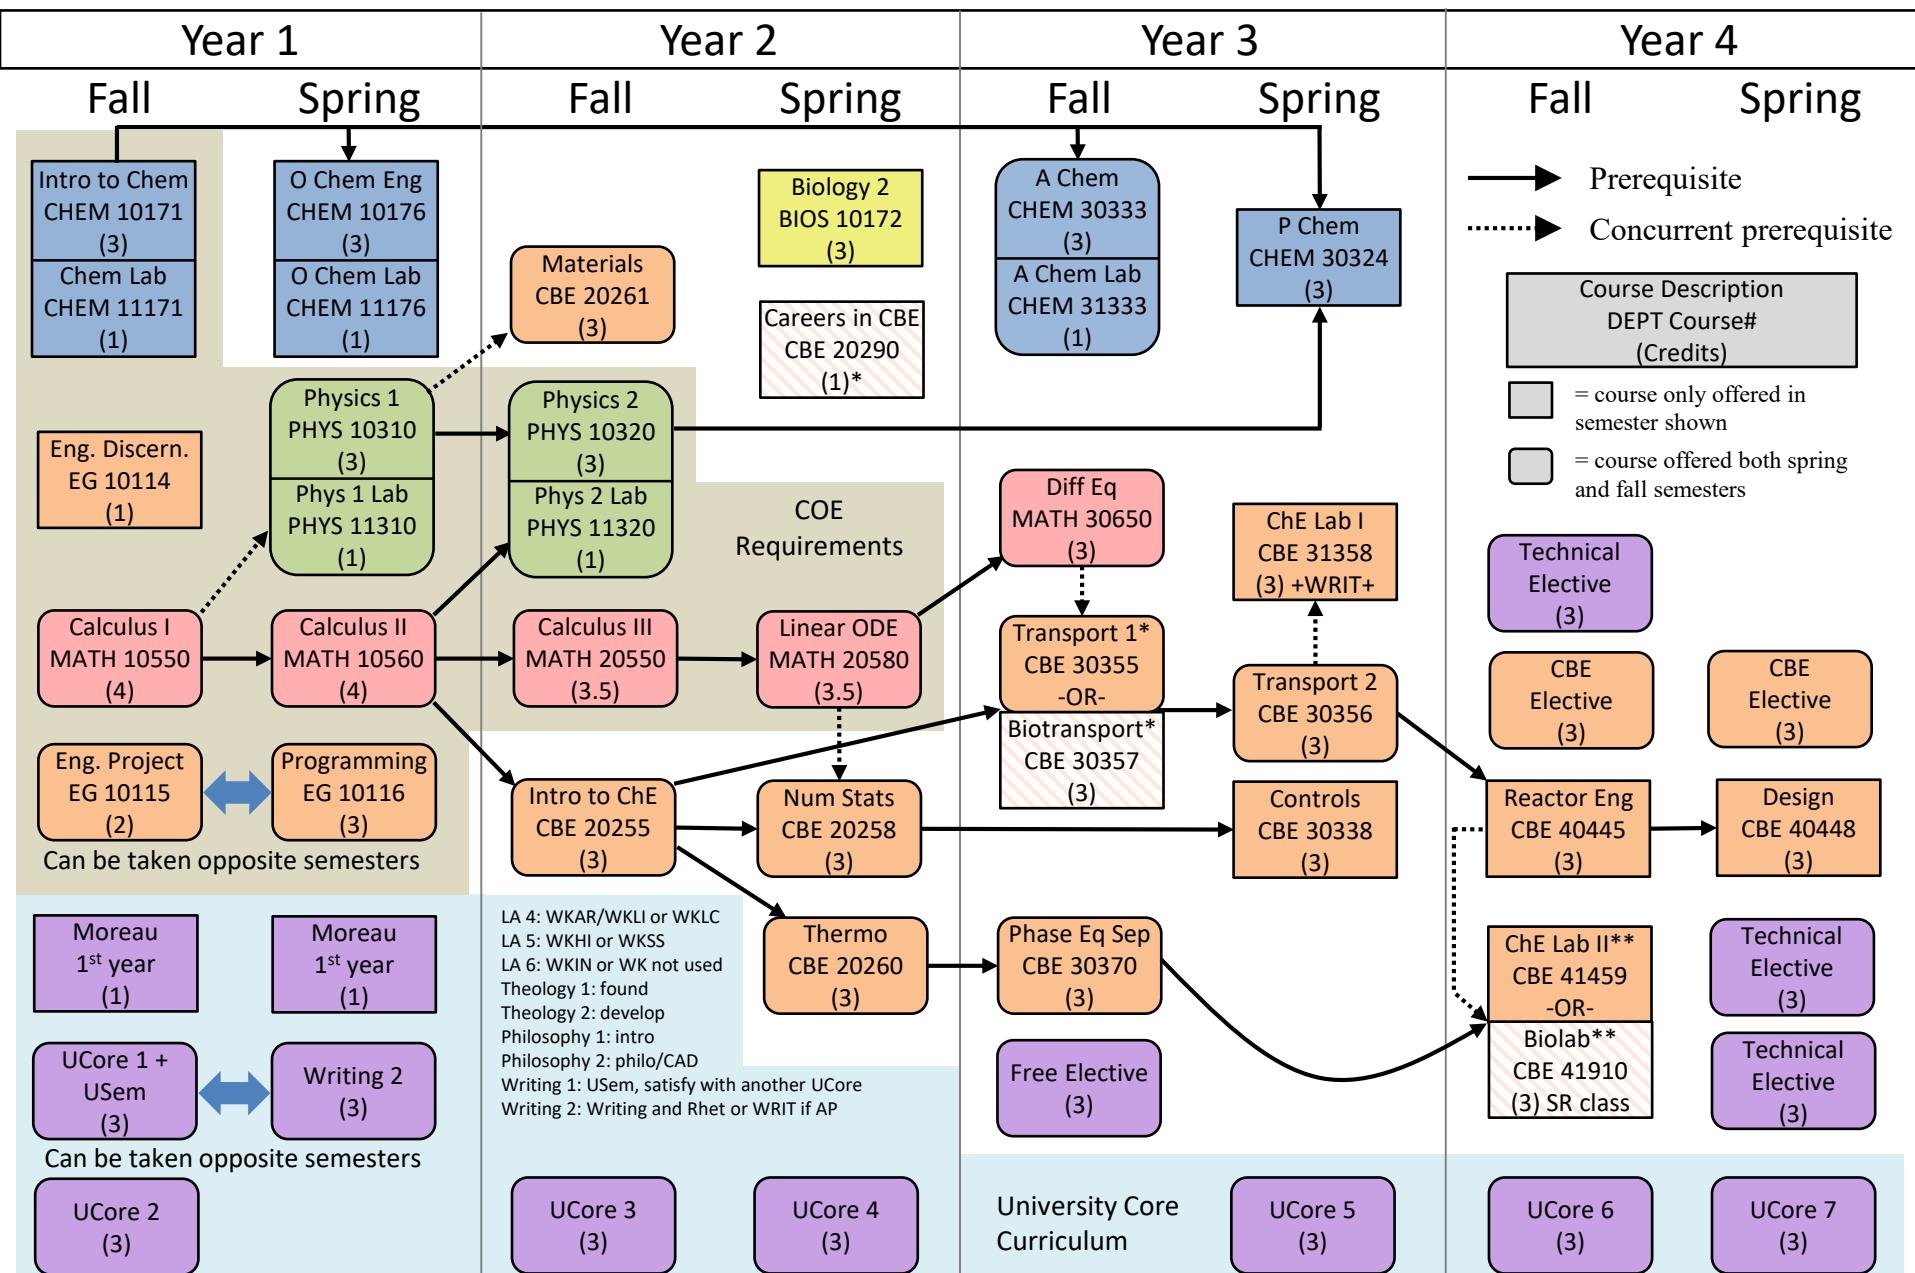 Year 1
Year 2
Year 3
Year 4
Fall
Spring
Fall
Spring
Fall
Spring
Fall
Spring
Intro to Chem
CHEM 10171
(3)
Chem Lab
CHEM 11171
(1)
Eng. Discern.
EG 10114
(1)
Calculus I
MATH 10550
(4)
Eng. Project
EG 10115
(2)
Can be taken opposite semesters
Moreau
1st year
(1)
UCore 1 +
USem
(3)
Can be taken opposite semesters
UCore 2
(3)
O Chem Eng
CHEM 10176
(3)
O Chem Lab
CHEM 11176
(1)
Physics 1
PHYS 10310
(3)
Phys 1 Lab
PHYS 11310
(1)
Calculus II
MATH 10560
(4)
Programming
EG 10116
(3)
Moreau
1st year
(1)
Writing 2
(3)
Materials
CBE 20261
(3)
Physics 2
PHYS 10320
(3)
Phys 2 Lab
PHYS 11320
(1)
Calculus III
MATH 20550
(3.5)
Intro to ChE
CBE 20255
(3)
LA 4: WKAR/WKLI or WKLC
LA 5: WKHI or WKSS
LA 6: WKIN or WK not used
Theology 1: found
Theology 2: develop
Philosophy 1: intro
Philosophy 2: philo/CAD
Writing 1: USem, satisfy with another UCore
Writing 2: Writing and Rhet or WRIT if AP
UCore 3
(3)
Biology 2
BIOS 10172
(3)
Careers in CBE
CBE 20290
(1)*
COE
Requirements
Linear ODE
MATH 20580
(3.5)
Num Stats
CBE 20258
(3)
Thermo
CBE 20260
(3)
UCore 4
(3)
A Chem
CHEM 30333
(3)
A Chem Lab
CHEM 31333
(1)
Diff Eq
MATH 30650
(3)
Transport 1*
CBE 30355
-OR-
Biotransport*
CBE 30357
(3)
Phase Eq Sep
CBE 30370
(3)
Free Elective
(3)
University Core
Curriculum
P Chem
CHEM 30324
(3)
ChE Lab I
CBE 31358
(3) +WRIT+
Transport 2
CBE 30356
(3)
Controls
CBE 30338
(3)
UCore 5
(3)
Prerequisite
Concurrent prerequisite
Course Description
DEPT Course#
(Credits)
= course only offered in
semester shown
= course offered both spring
and fall semesters
Technical
Elective
(3)
CBE
Elective
(3)
Reactor Eng
CBE 40445
(3)
ChE Lab II**
CBE 41459
-OR-
Biolab**
CBE 41910
(3) SR class
UCore 6
(3)
CBE
Elective
(3)
Design
CBE 40448
(3)
Technical
Elective
(3)
Technical
Elective
(3)
UCore 7
(3)